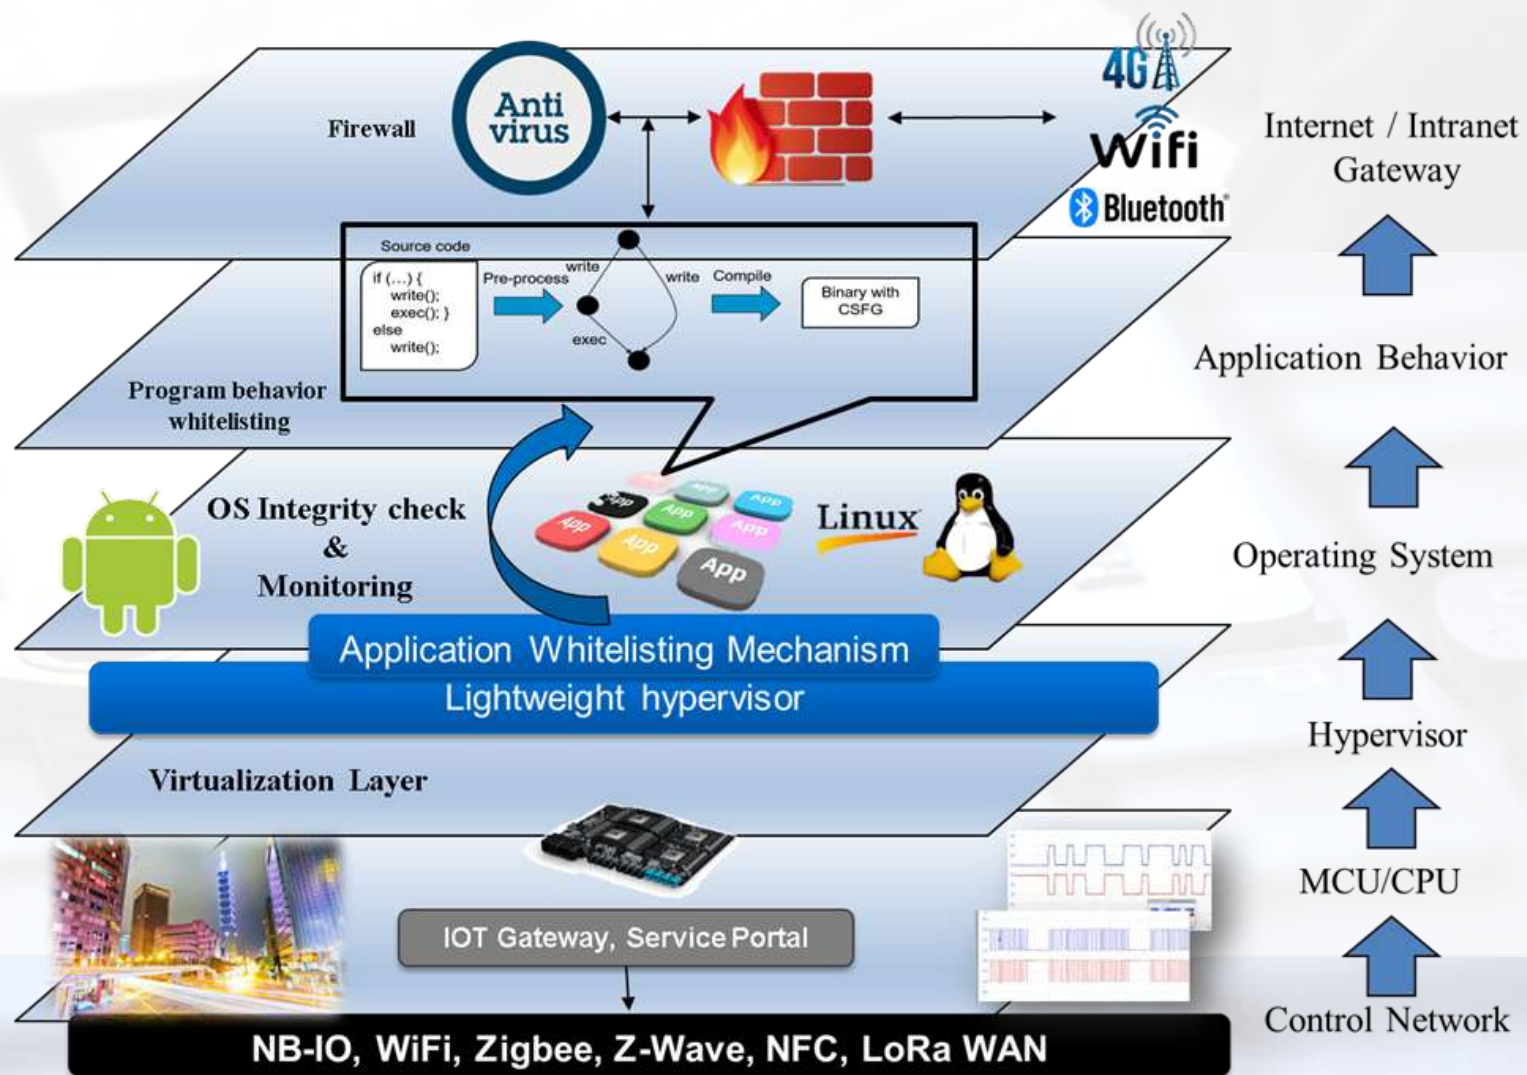 Anti
virus
Firewall
4G
Wifi
Bluetooth
Internet / Intranet
Gateway
Source code
if (...) {
write();
exec(); }
else
write();
Pre-process
write
exec
write
Compile
Binary with
CSFG
Program behavior
whitelisting
Application Behavior
OS Integrity check
&
Monitoring
App
App
App
App
App
App
App
App
Linux
Operating System
Application Whitelisting Mechanism
Lightweight hypervisor
Hypervisor
Virtualization Layer
MCU/CPU
IOT Gateway, Service Portal
Control Network
NB-IO, WiFi, Zigbee, Z-Wave, NFC, LoRa WAN